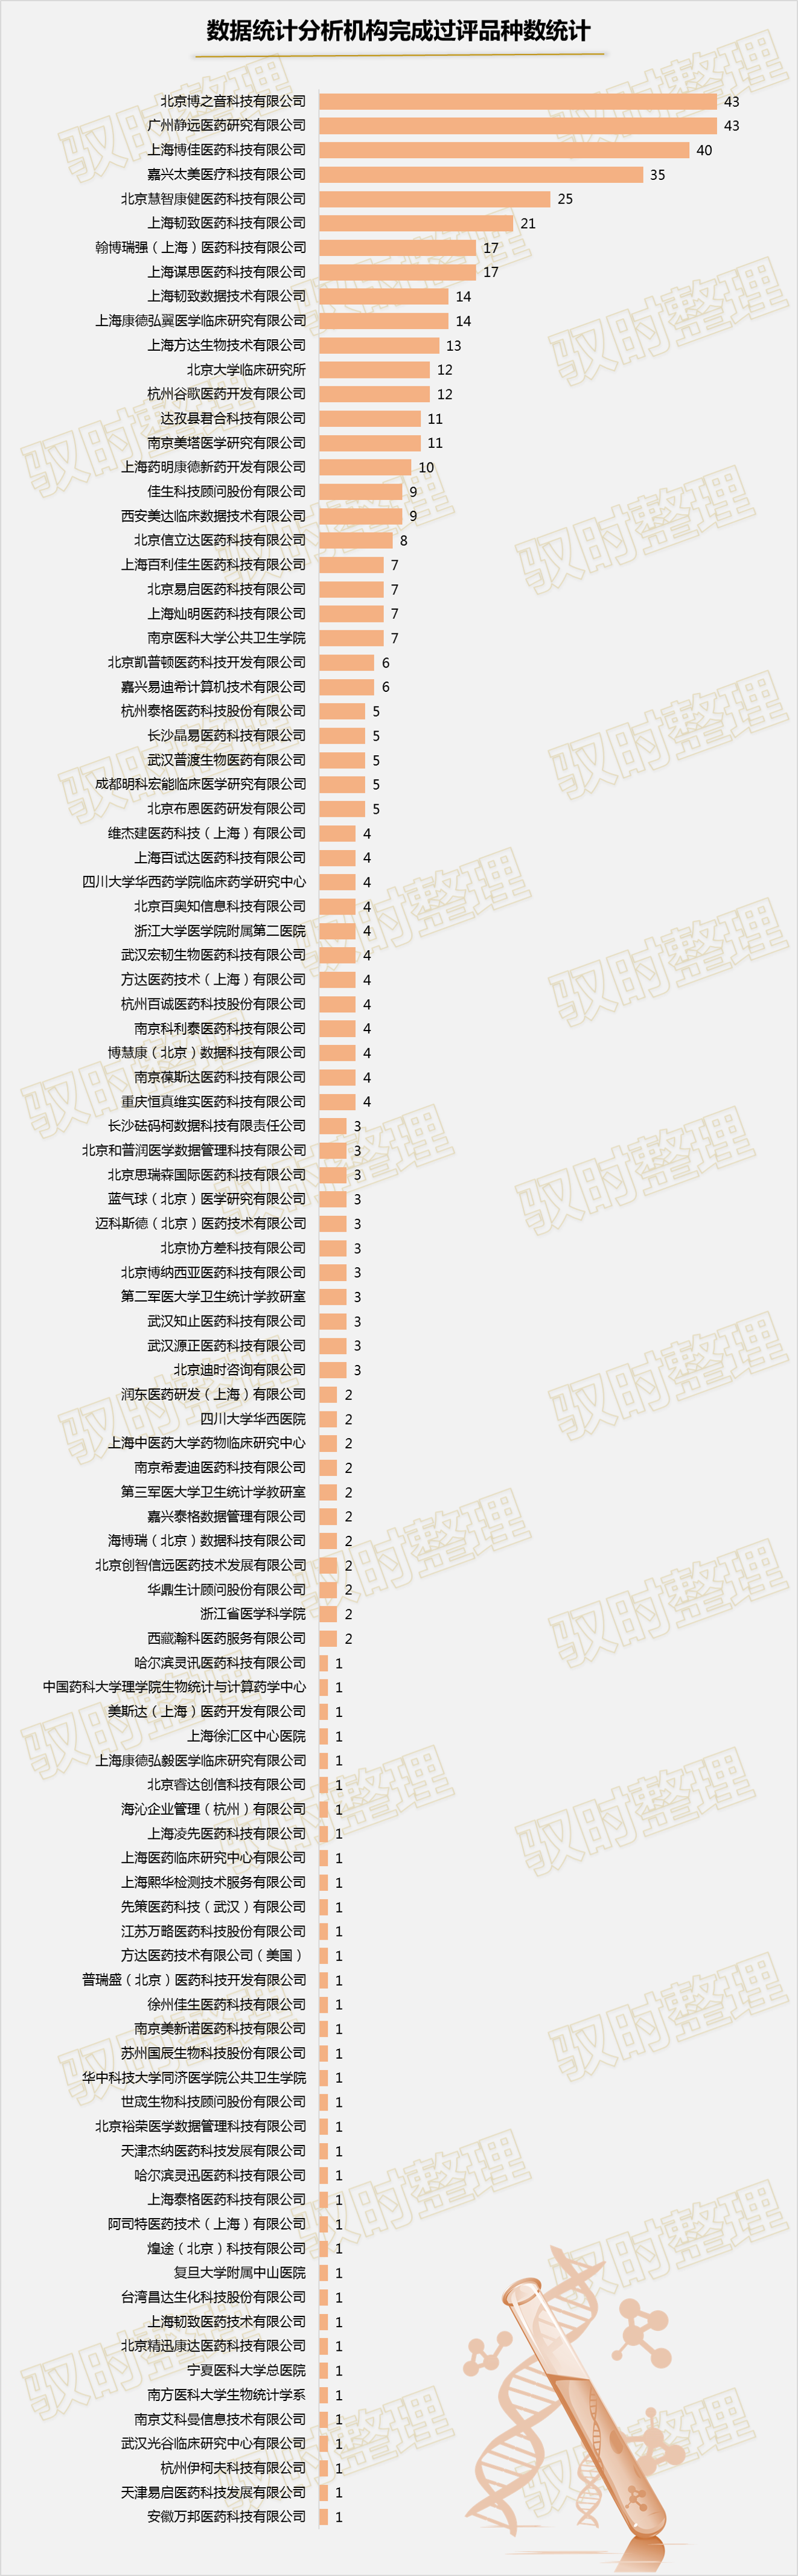 数据统计分析机构完成过评品种数统计
北京博之音科技有限公司 43
广州静远医药研究有限公司 43
上海博佳医药科技有限公司 40
嘉兴太美医疗科技有限公司 35
北京慧智康健医药科技有限公司 25
上海韧致医药科技有限公司 21
翰博瑞强（上海）医药科技有限公司 17
上海谋思医药科技有限公司 17
上海韧致数据技术有限公司 14
上海康德弘翼医学临床研究有限公司 14
上海方达生物技术有限公司 13
北京大学临床研究所 12
杭州谷歌医药开发有限公司 12
达孜县君合科技有限公司 11
南京美塔医学研究有限公司 11
上海药明康德新药开发有限公司 10
佳生科技顾问股份有限公司 9
西安美达临床数据技术有限公司 9
北京信立达医药科技有限公司 8
上海百利佳生医药科技有限公司 7
北京易启医药科技有限公司 7
上海灿明医药科技有限公司 7
南京医科大学公共卫生学院 7
北京凯普顿医药科技开发有限公司 6
嘉兴易迪希计算机技术有限公司 6
杭州泰格医药科技股份有限公司 5
长沙晶易医药科技有限公司 5
武汉普渡生物医药有限公司 5
成都明科宏能临床医学研究有限公司 5
北京布恩医药研发有限公司 5
维杰建医药科技（上海）有限公司 4
上海百试达医药科技有限公司 4
四川大学华西药学院临床药学研究中心 4
北京百奥知信息科技有限公司 4
浙江大学医学院附属第二医院 4
武汉宏韧生物医药科技有限公司 4
方达医药技术（上海）有限公司 4
杭州百诚医药科技股份有限公司 4
南京科利泰医药科技有限公司 4
博慧康（北京）数据科技有限公司 4
南京葆斯达医药科技有限公司 4
重庆恒真维实医药科技有限公司 4
长沙砝码柯数据科技有限责任公司 3
北京和普润医学数据管理科技有限公司 3
北京思瑞森国际医药科技有限公司 3
蓝气球（北京）医学研究有限公司 3
迈科斯德（北京）医药技术有限公司 3
北京协方差科技有限公司 3
北京博纳西亚医药科技有限公司 3
第二军医大学卫生统计学教研室 3
武汉知止医药科技有限公司 3
武汉源正医药科技有限公司 3
北京迪时咨询有限公司 3
润东医药研发（上海）有限公司 2
四川大学华西医院 2
上海中医药大学药物临床研究中心 2
南京希麦迪医药科技有限公司 2
第三军医大学卫生统计学教研室 2
嘉兴泰格数据管理有限公司 2
海博瑞（北京）数据科技有限公司 2
北京创智信远医药技术发展有限公司 2
华鼎生计顾问股份有限公司 2
浙江省医学科学院 2
西藏瀚科医药服务有限公司 2
哈尔滨灵讯医药科技有限公司 1
中国药科大学理学院生物统计与计算药学中心 1
美斯达（上海）医药开发有限公司 1
上海徐汇区中心医院 1
上海康德弘毅医学临床研究有限公司 1
北京睿达创信科技有限公司 1
海沁企业管理（杭州）有限公司 1
上海凌先医药科技有限公司 1
上海医药临床研究中心有限公司 1
上海熙华检测技术服务有限公司 1
先策医药科技（武汉）有限公司 1
江苏万略医药科技股份有限公司 1
方达医药技术有限公司（美国） 1
普瑞盛（北京）医药科技开发有限公司 1
徐州佳生医药科技有限公司 1
南京美新诺医药科技有限公司 1
苏州国辰生物科技股份有限公司 1
华中科技大学同济医学院公共卫生学院 1
世宬生物科技顾问股份有限公司 1
北京裕荣医学数据管理科技有限公司 1
天津杰纳医药科技发展有限公司 1
哈尔滨灵迅医药科技有限公司 1
上海泰格医药科技有限公司 1
阿司特医药技术（上海）有限公司 1
煌途（北京）科技有限公司 1
复旦大学附属中山医院 1
台湾昌达生化科技股份有限公司 1
上海韧致医药技术有限公司 1
北京精迅康达医药科技有限公司 1
宁夏医科大学总医院 1
南方医科大学生物统计学系 1
南京艾科曼信息技术有限公司 1
武汉光谷临床研究中心有限公司 1
杭州伊柯夫科技有限公司 1
天津易启医药科技发展有限公司 1
安徽万邦医药科技有限公司 1
驭时整理